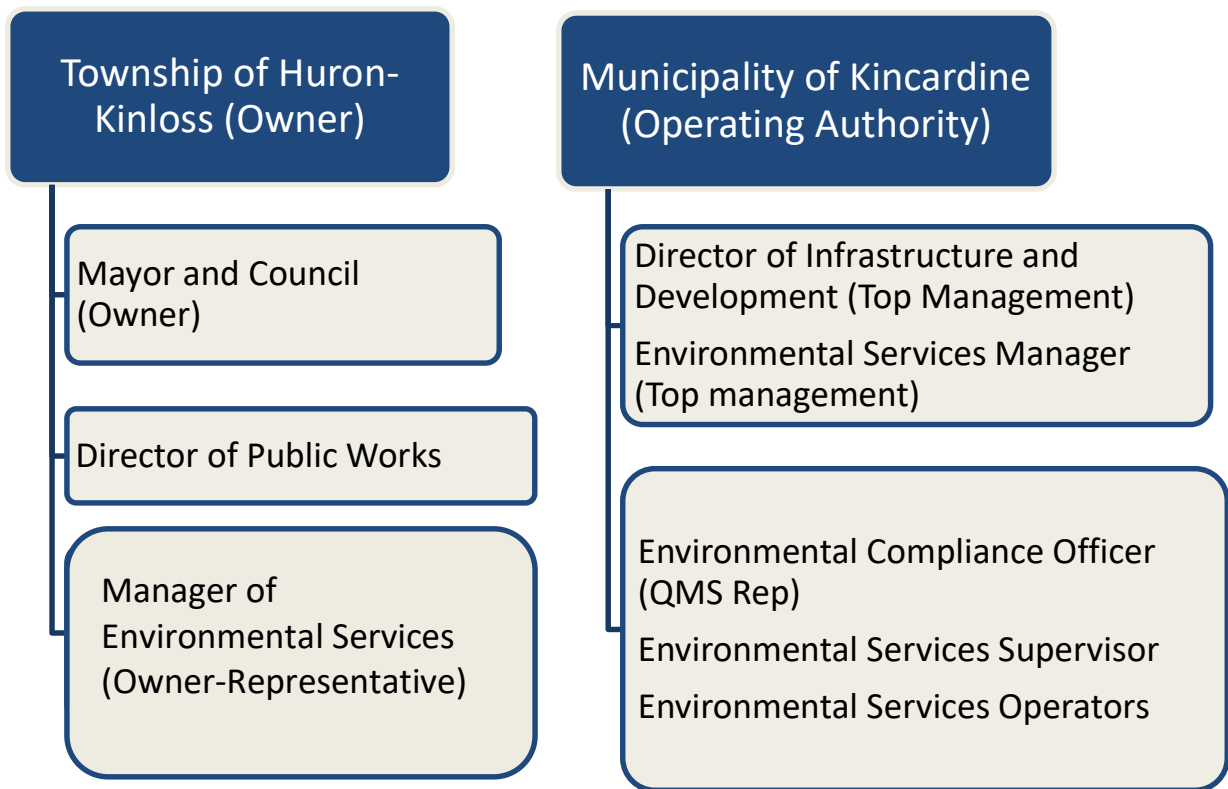 Township of Huron-
Kinloss (Owner)
Mayor and Council
(Owner)
Director of Public Works
Manager of
Environmental Services
(Owner-Representative)
Municipality of Kincardine
(Operating Authority)
Director of Infrastructure and
Development (Top Management)
Environmental Services Manager
(Top management)
Environmental Compliance Officer
(QMS Rep)
Environmental Services Supervisor
Environmental Services Operators